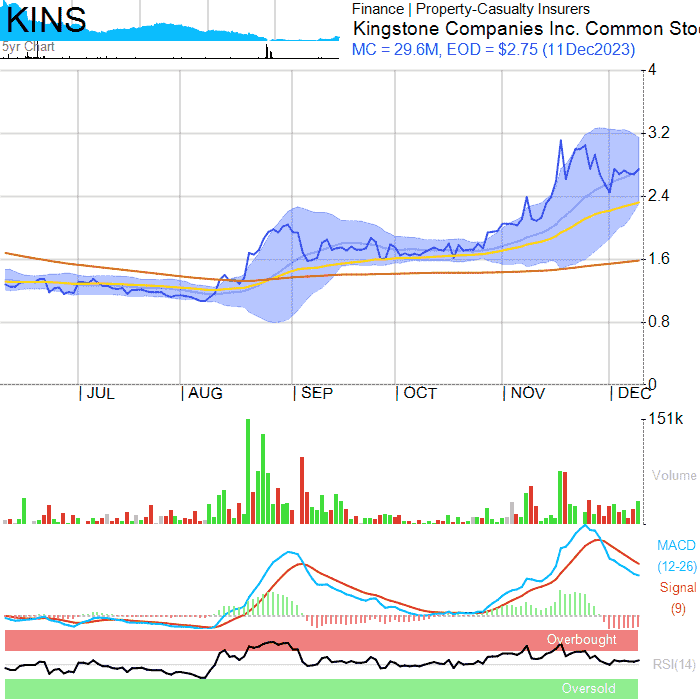 KINS
5yr Chart
Finance | Property-Casualty Insurers
Kingstone Companies Inc. Common Sto
MC = 29.6M, EOD = $2.75 (11Dec2023)
4
3.2
2.4
1.6
0.8
0
| JUL | AUG | SEP | OCT | NOV | DEC
151k
Volume
MACD
(12-26)
Signal
(9)
Overbought
RSI(14)
Oversold